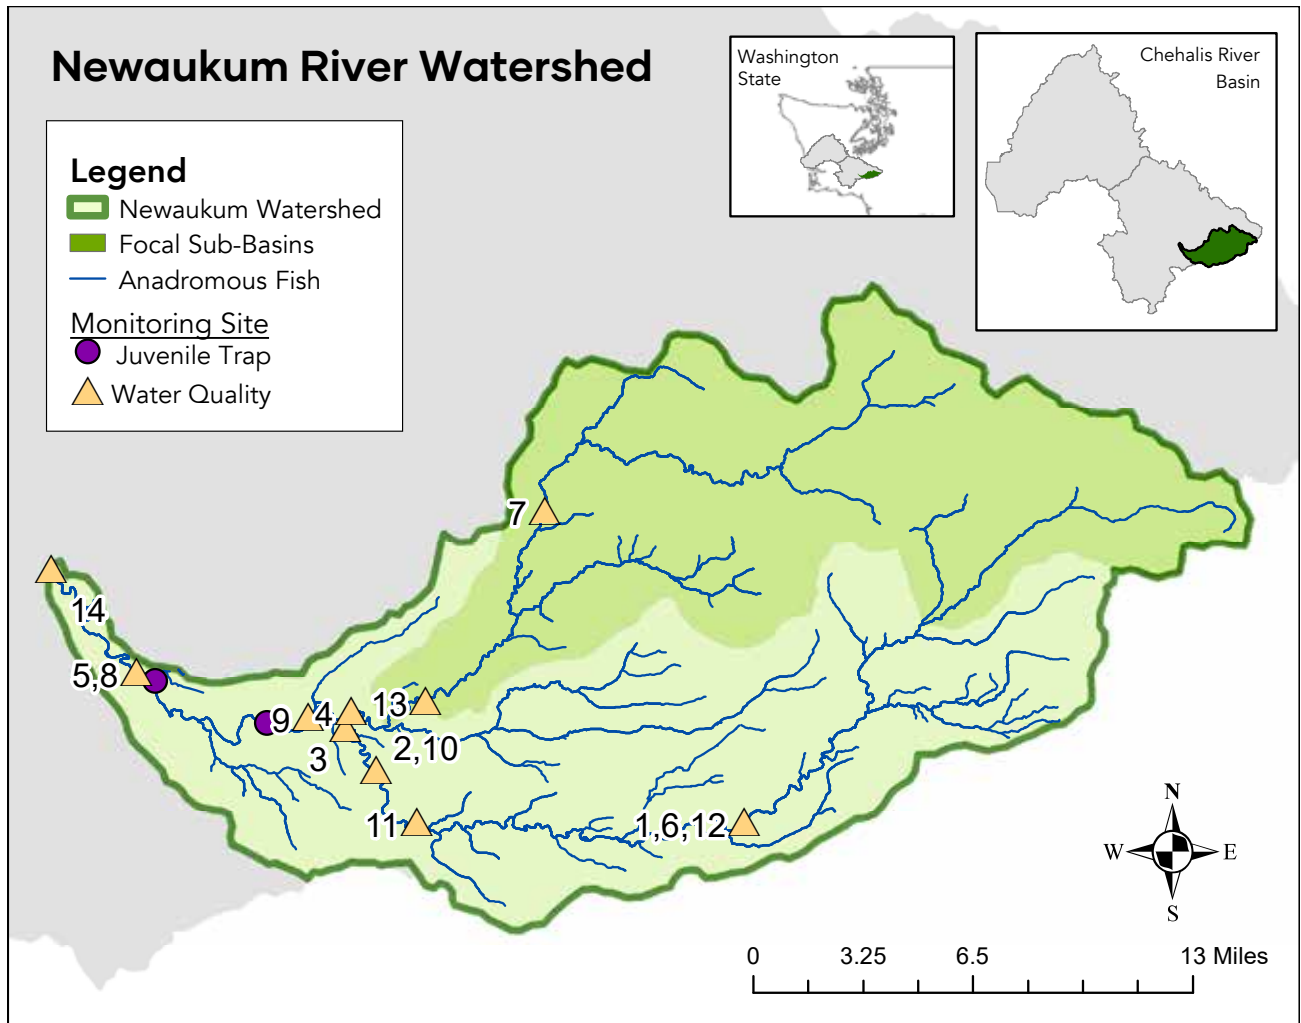 Newaukum River Watershed
Washington
State
Chehalis River
Basin
Legend
Newaukum Watershed
Focal Sub-Basins
Anadromous Fish
Monitoring Site
Juvenile Trap
Water Quality
7
14
5,8
9
4
13
3
2,10
11
1,6,12
N
W
E
S
0
3.25
6.5
13 Miles